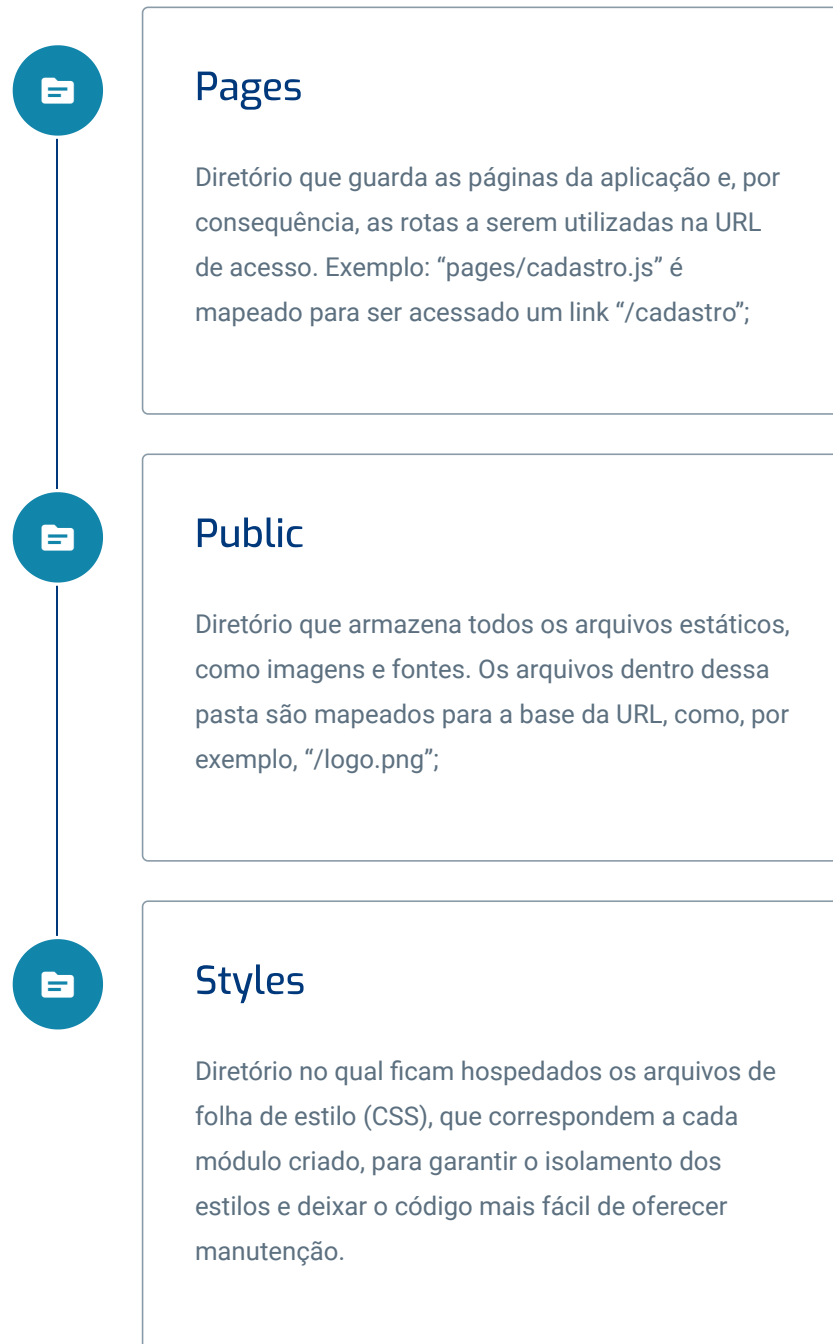 Pages
Diretório que guarda as páginas da aplicação e, por
consequência, as rotas a serem utilizadas na URL
de acesso. Exemplo: “pages/cadastro.js” é
mapeado para ser acessado um link “/cadastro”;
Public
Diretório que armazena todos os arquivos estáticos,
como imagens e fontes. Os arquivos dentro dessa
pasta são mapeados para a base da URL, como, por
exemplo, “/logo.png”;
Styles
Diretório no qual ficam hospedados os arquivos de
folha de estilo (CSS), que correspondem a cada
módulo criado, para garantir o isolamento dos
estilos e deixar o código mais fácil de oferecer
manutenção.